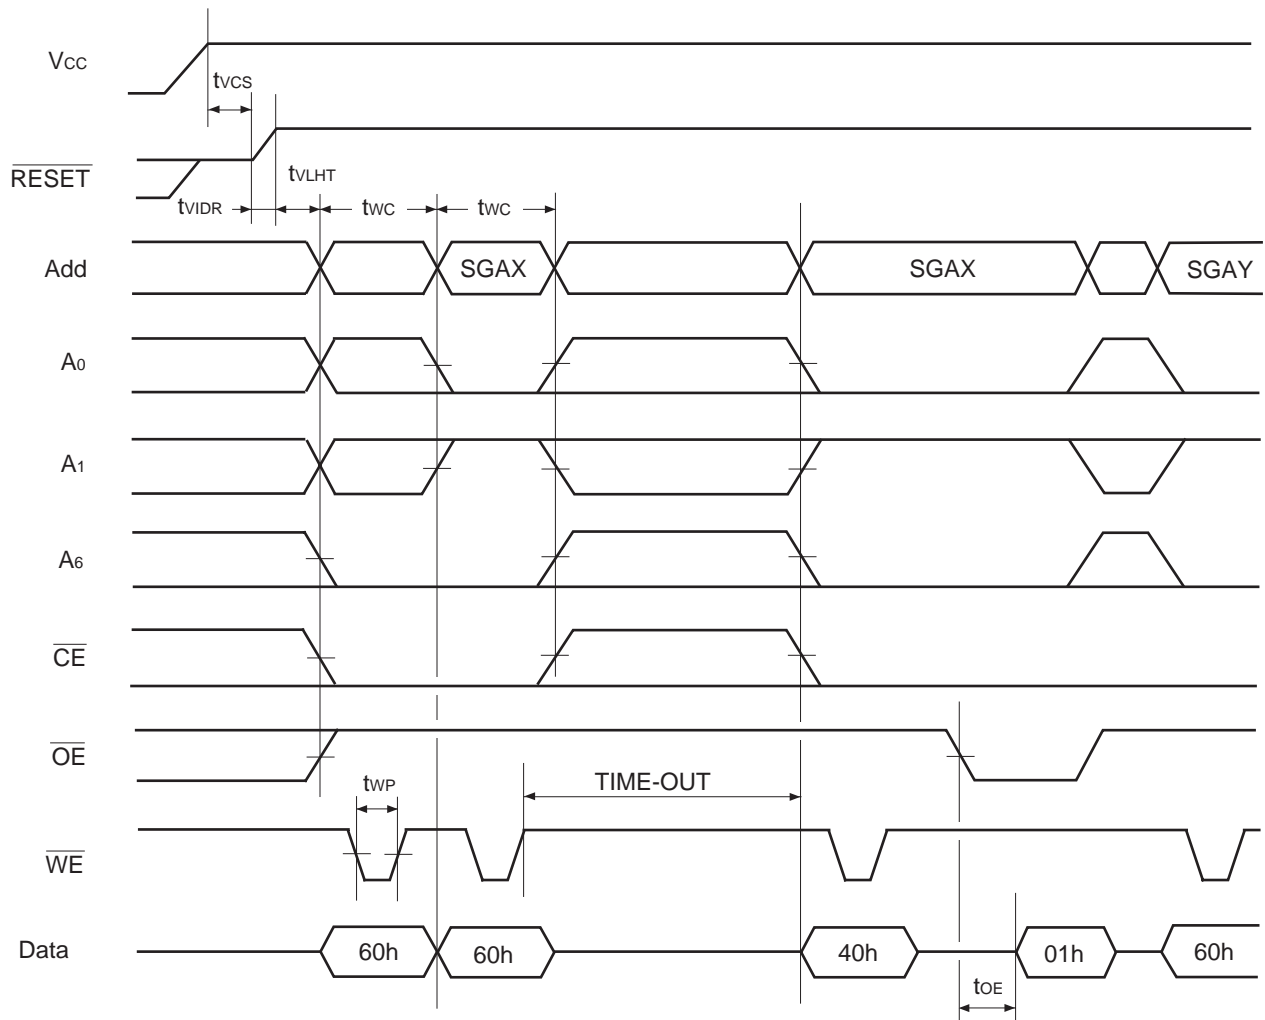 VCC
tVCS
RESET
tVLHT
tVIDR tWC tWC
Add SGAX SGAX SGAY
A0
A1
A6
CE
OE
tWP TIME-OUT
WE
Data 60h 60h 40h 01h 60h
tOE